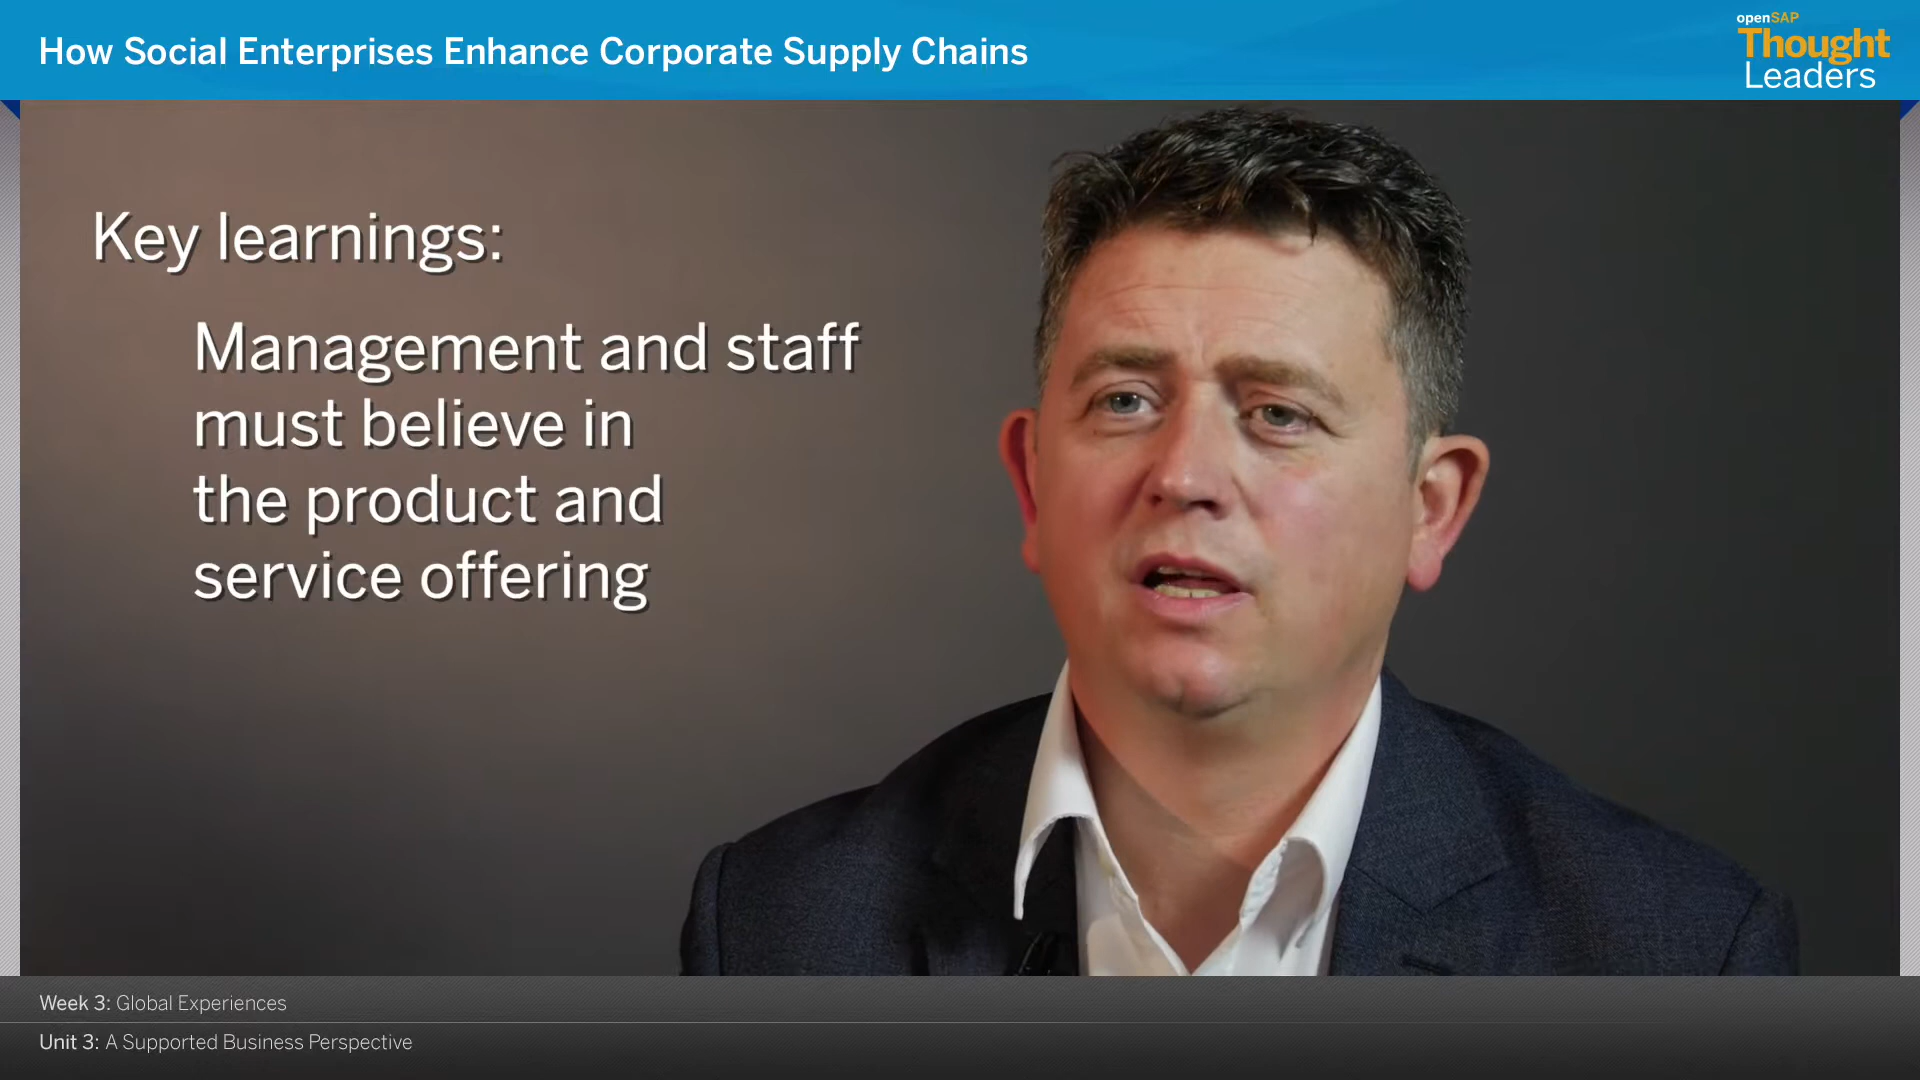 How Social Enterprises Enhance Corporate Supply Chains
openSAP
Thought
Leaders
Key learnings:
Management and staff
must believe in
the product and
service offering
Week 3: Global Experiences
Unit 3: A Supported Business Perspective